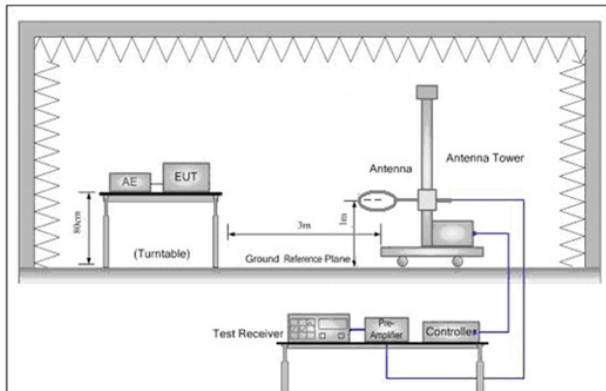 Antenna
Antenna Tower
AE
EUT
80cm
(Turntable)
3m
1m
Ground Reference Plane
Test Receiver
Pre-
Amplifier
Controller